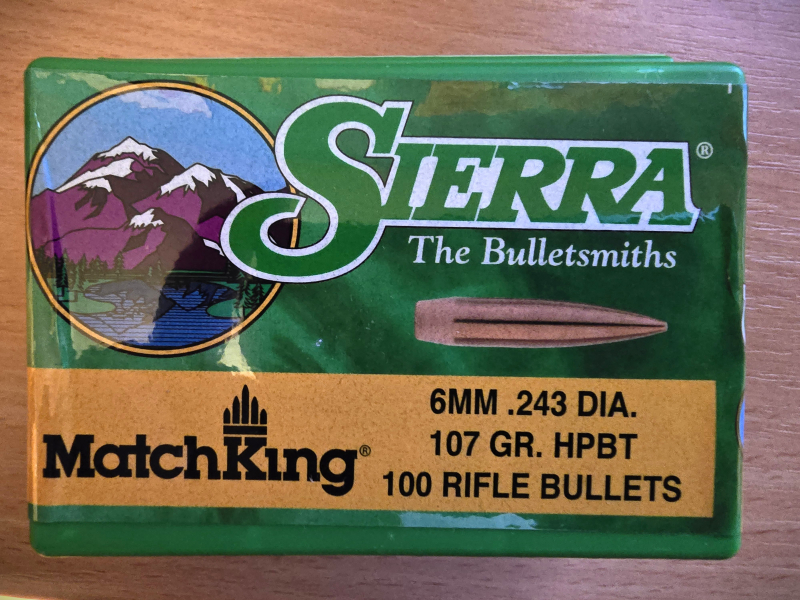 SIERRA®
The Bulletsmiths
MatchKing®
6MM .243 DIA.
107 GR. HPBT
100 RIFLE BULLETS